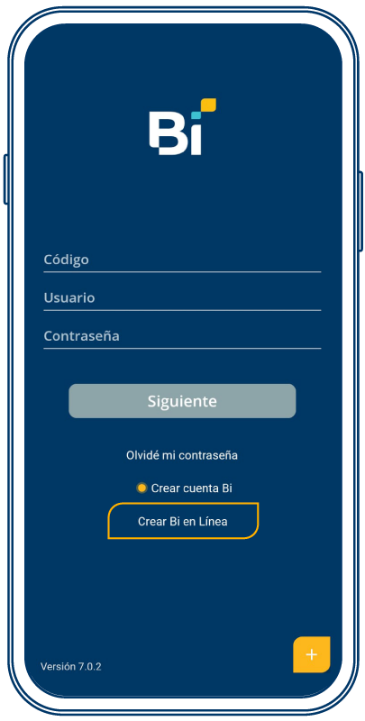 Bi
Código
Usuario
Contraseña
Siguiente
Olvidé mi contraseña
Crear cuenta Bi
Crear Bi en Línea
+
Versión 7.0.2